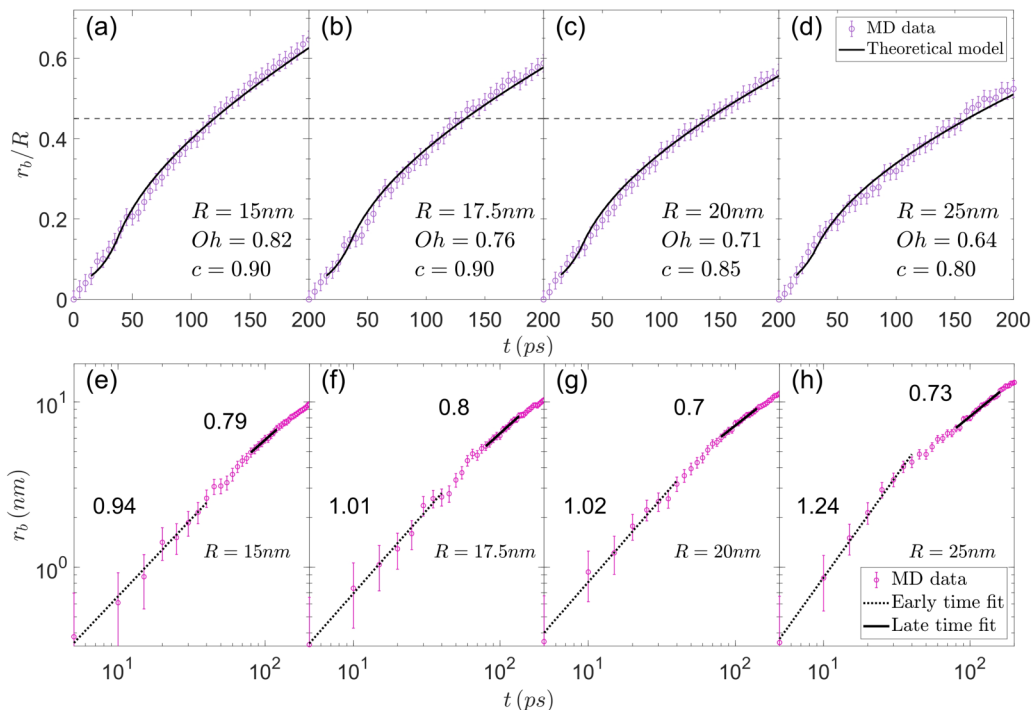 (a)
(b)
(c)
(d)
MD data
Theoretical model
0.6
0.4
0.2
0
r_b/R
R = 15nm
Oh = 0.82
c = 0.90
R = 17.5nm
Oh = 0.76
c = 0.90
R = 20nm
Oh = 0.71
c = 0.85
R = 25nm
Oh = 0.64
c = 0.80
0 50 100 150 200 50 100 150 200 50 100 150 200 50 100 150 200
t (ps)
(e)
(f)
(g)
(h)
10^1
10^0
r_b (nm)
0.79
0.94
R = 15nm
0.8
1.01
R = 17.5nm
0.7
1.02
R = 20nm
0.73
1.24
R = 25nm
MD data
Early time fit
Late time fit
10^1 10^2 10^1 10^2 10^1 10^2 10^1 10^2
t (ps)